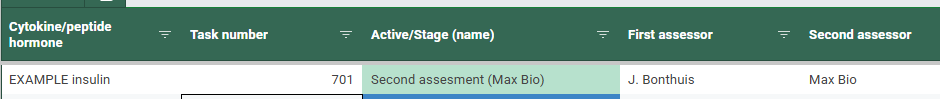 Cytokine/peptide
hormone
Task number
Active/Stage (name)
First assessor
Second assessor
EXAMPLE insulin
701
Second assesment (Max Bio)
J. Bonthuis
Max Bio